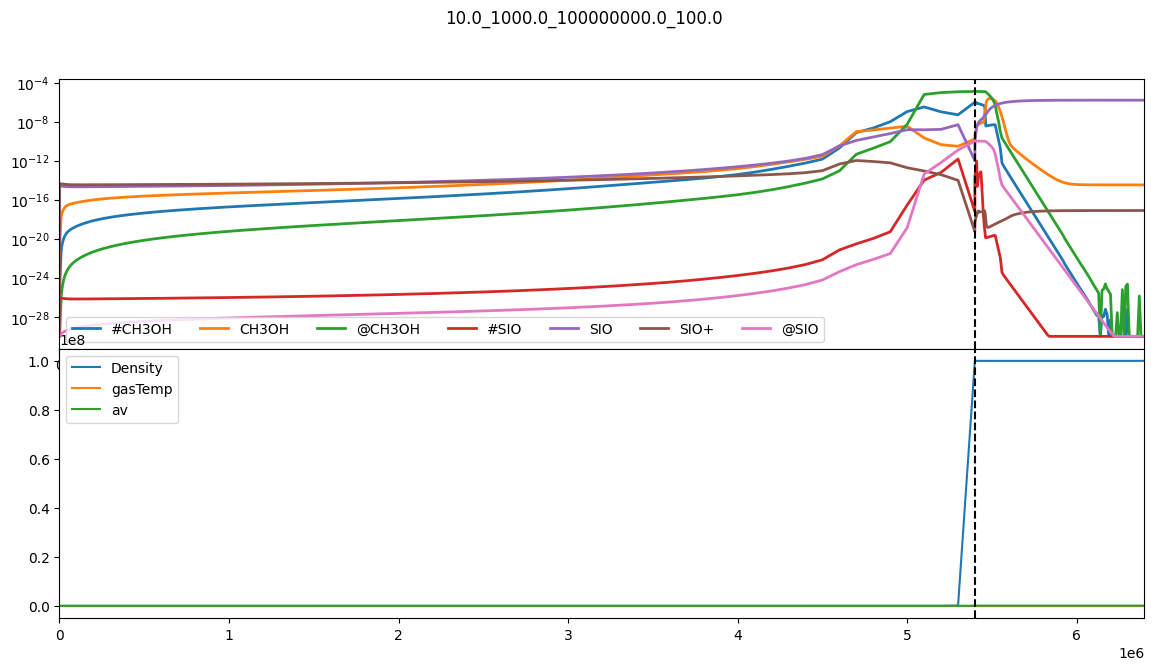 10.0_1000.0_100000000.0_100.0
10⁻⁴
10⁻⁸
10⁻¹²
10⁻¹⁶
10⁻²⁰
10⁻²⁴
10⁻²⁸
#CH3OH CH3OH @CH3OH #SIO SIO SIO+ @SIO
1e8
1.0
0.8
0.6
0.4
0.2
0.0
Density
gasTemp
av
0 1 2 3 4 5 6
1e6